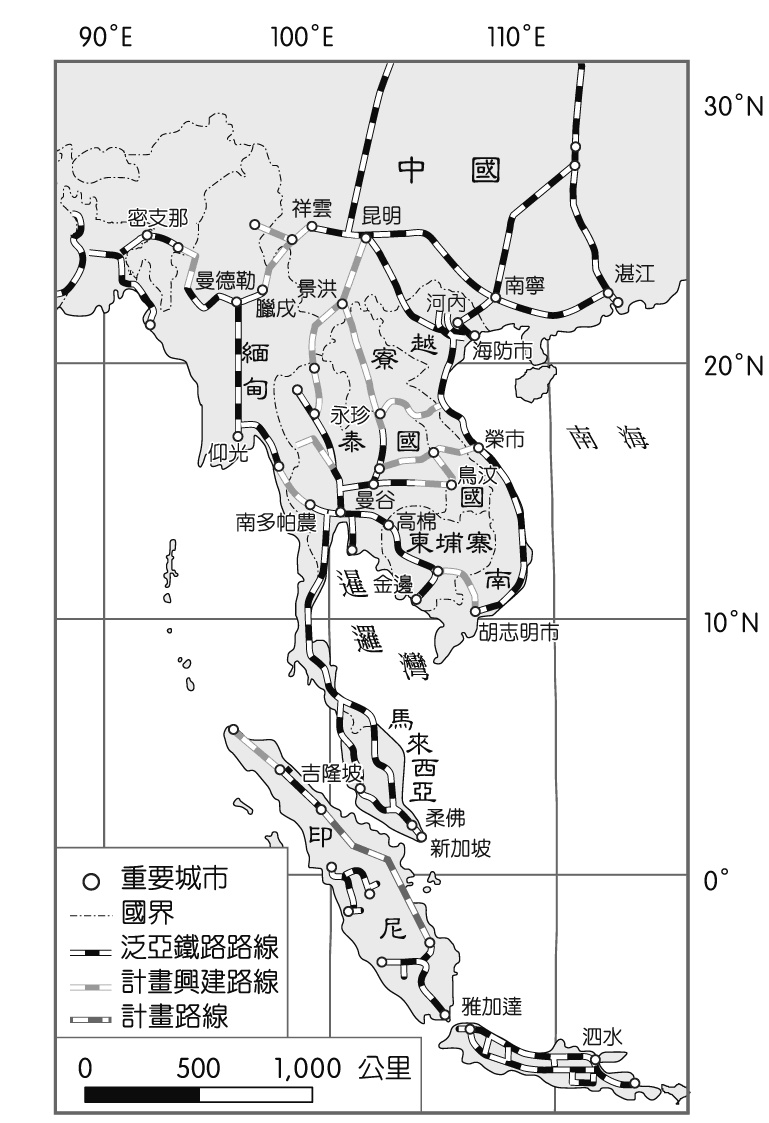 90°E 100°E 110°E
30°N
中國
祥雲
昆明
密支那
曼德勒
臘戌
景洪
南寧
湛江
河內
海防市
越
寮
緬甸
20°N
永珍
泰國
榮市
南海
仰光
烏汶
國
曼谷
南多帕農
高棉
柬埔寨
金邊
南
暹邏灣
胡志明市
10°N
馬來西亞
吉隆坡
柔佛
新加坡
印
尼
0°
雅加達
泗水
重要城市
國界
泛亞鐵路路線
計畫興建路線
計畫路線
0 500 1,000 公里